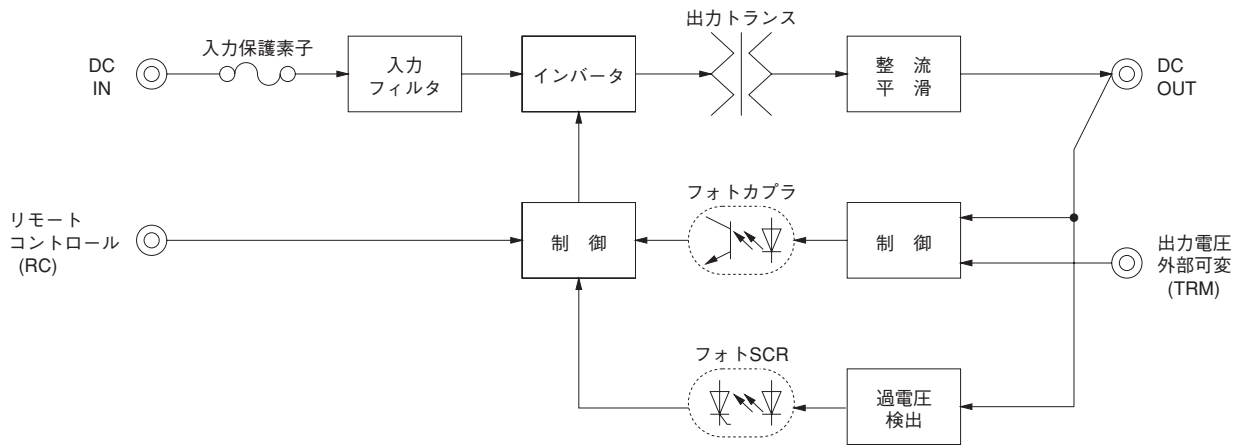 出力トランス
入力保護素子
DC
IN
入力
フィルタ
インバータ
整 流
平 滑
DC
OUT
フォトカプラ
リモート
コントロール
(RC)
制 御
制 御
出力電圧
外部可変
(TRM)
フォトSCR
過電圧
検出